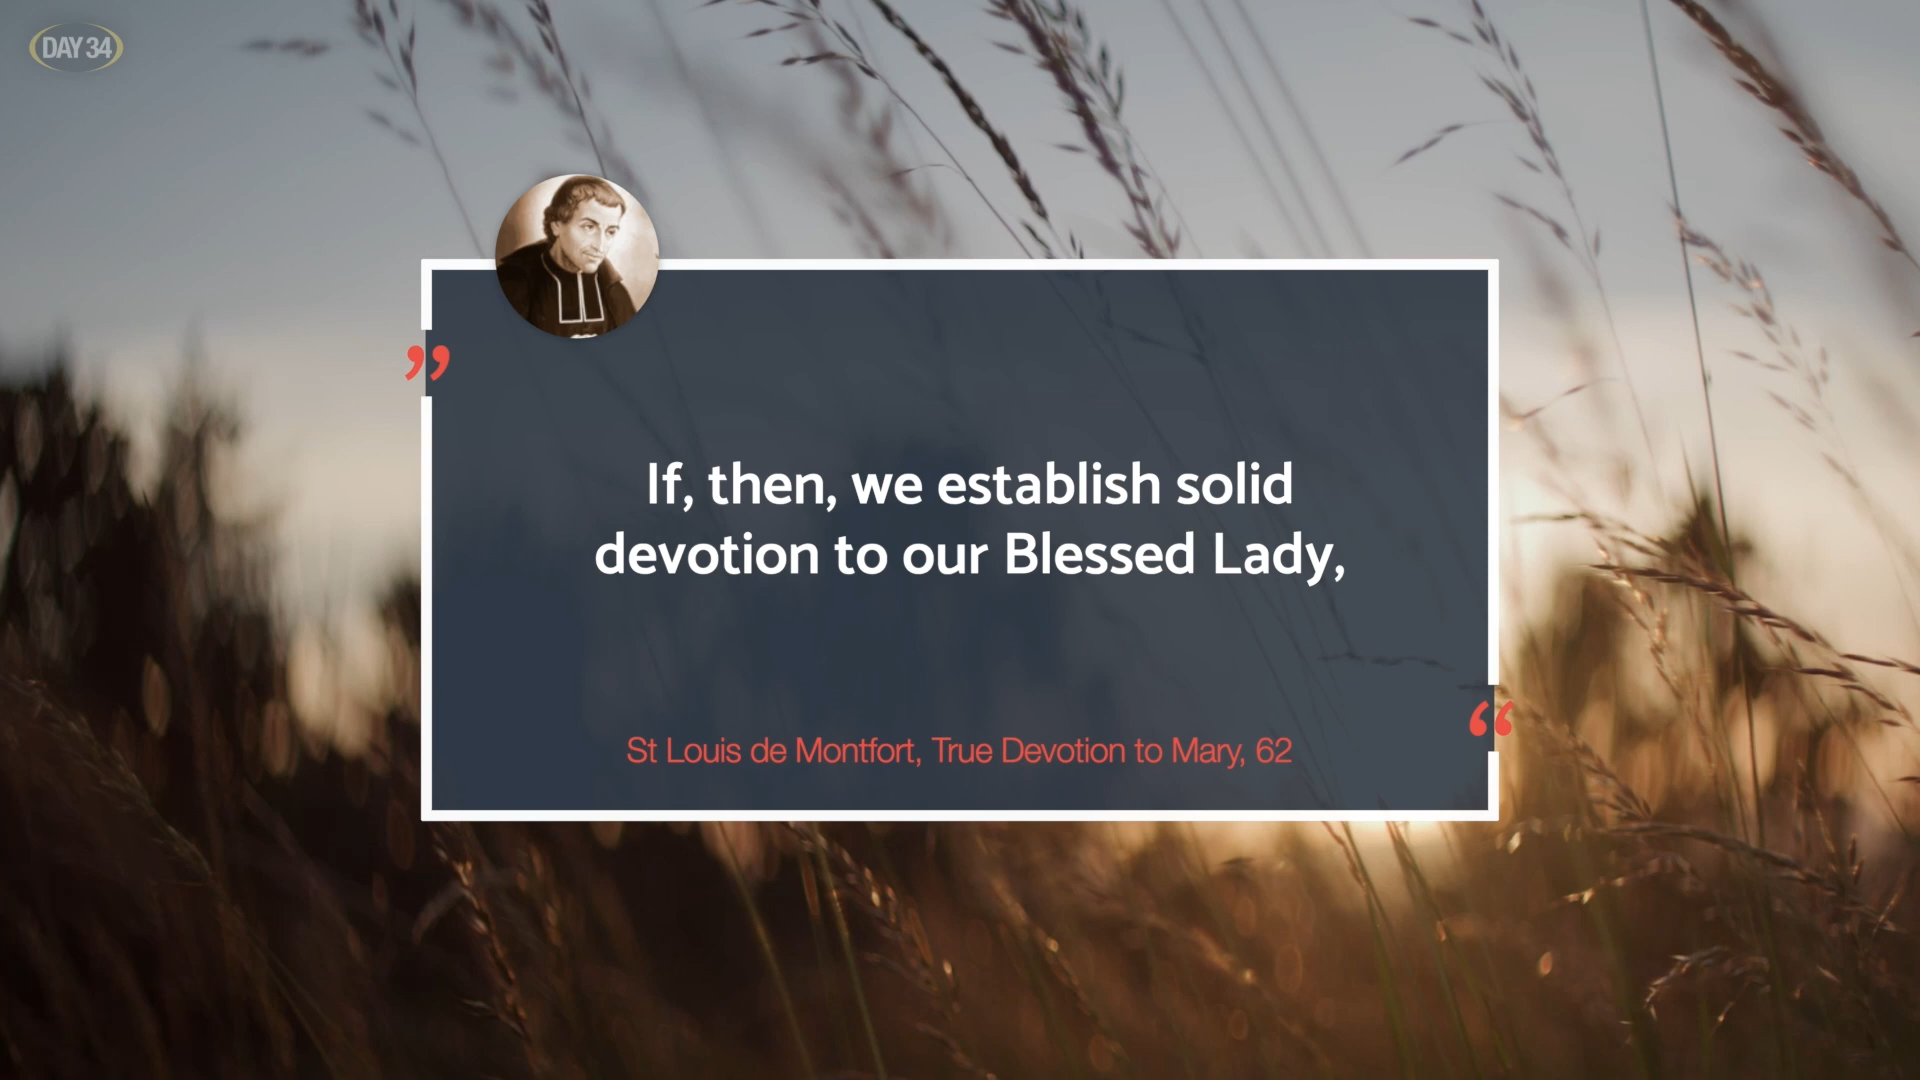 DAY 34
”
If, then, we establish solid
devotion to our Blessed Lady,
St Louis de Montfort, True Devotion to Mary, 62
“